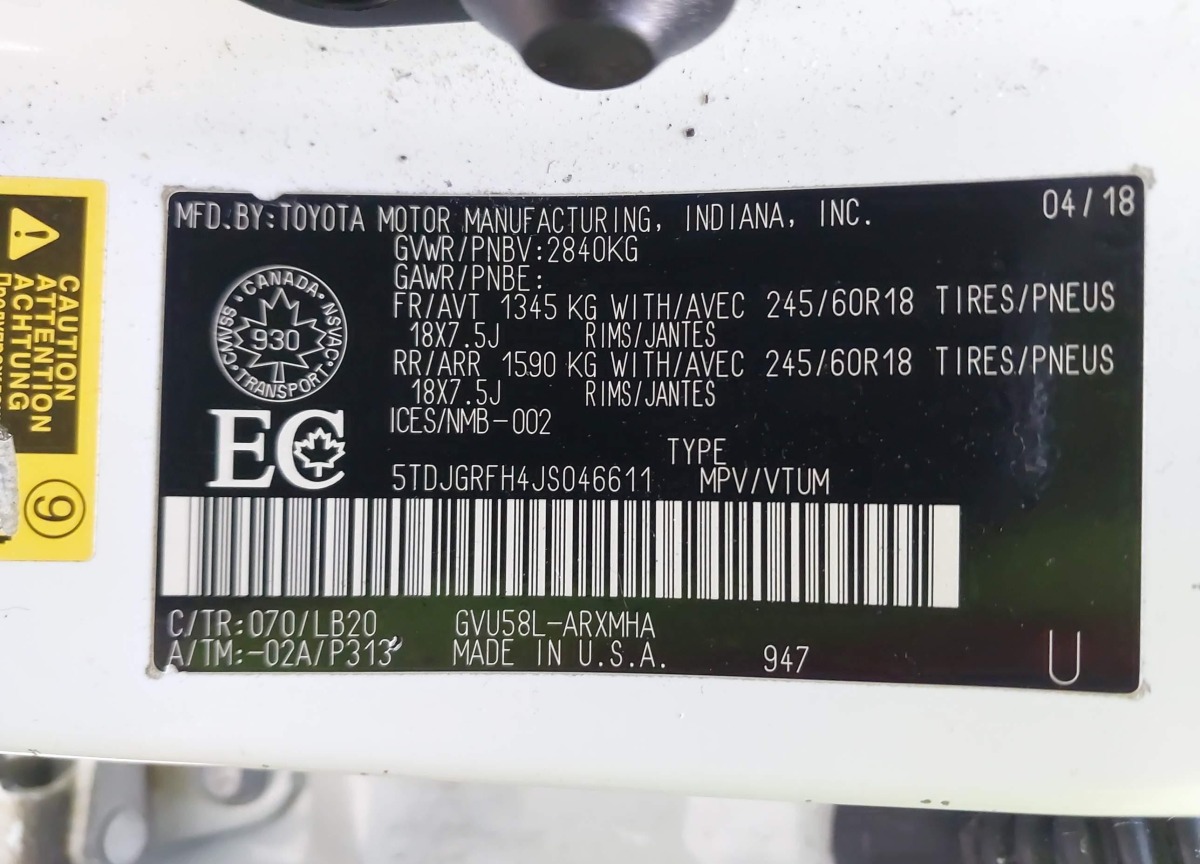 MFD.BY:TOYOTA MOTOR MANUFACTURING, INDIANA, INC. 04/18
GVWR/PNBV:2840KG
GAWR/PNBE:
FR/AVT 1345 KG WITH/AVEC 245/60R18 TIRES/PNEUS
18X7.5J RIMS/JANTES
RR/ARR 1590 KG WITH/AVEC 245/60R18 TIRES/PNEUS
18X7.5J RIMS/JANTES
ICES/NMB-002
TYPE
5TDJGRFH4JS046611 MPV/VTUM
CANADA
CMVSS 930 NSVAC
TRANSPORT
EC
C/TR:070/LB20 GVU58L-ARXMHA
A/TM:-02A/P313 MADE IN U.S.A. 947 U
CAUTION
ATTENTION
ACHTUNG
9